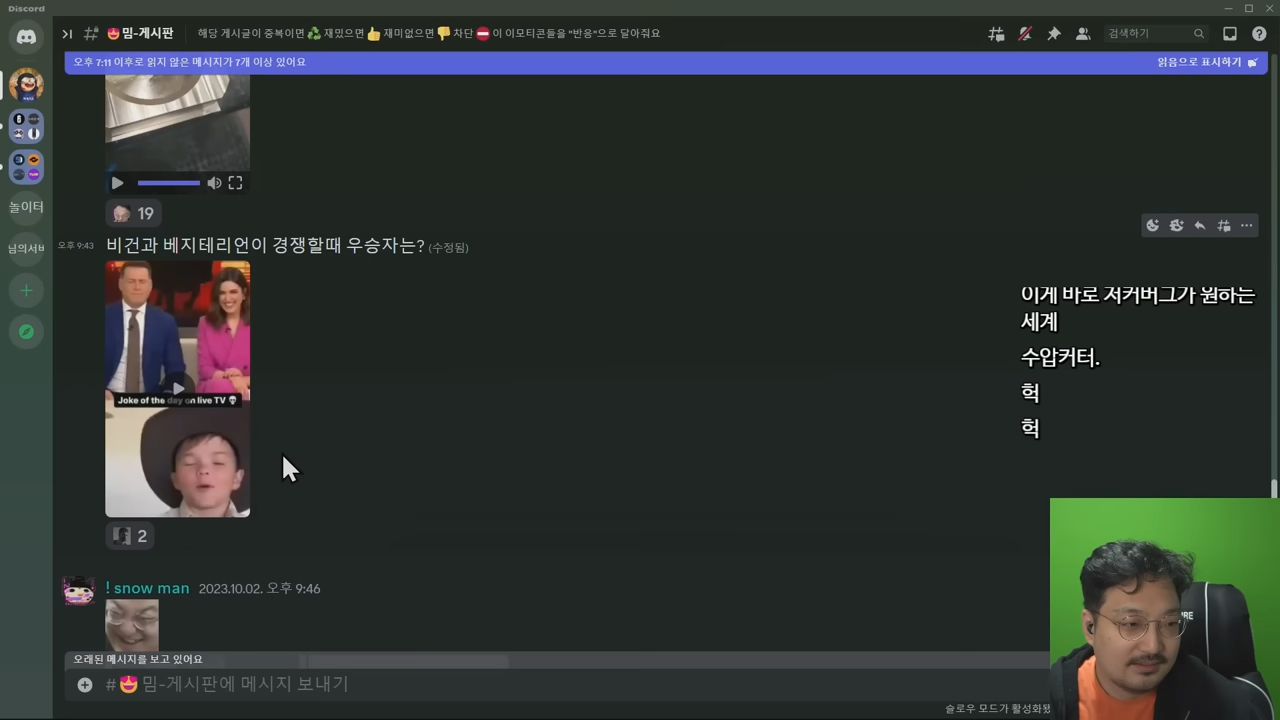 Discord
😍밈-게시판
해당 게시글이 중복이면♻️ 재밌으면👍 재미없으면👎 차단⛔ 이 이모티콘들을 "반응"으로 달아줘요
검색하기
오후 7:11 이후로 읽지 않은 메시지가 7개 이상 있어요
읽음으로 표시하기
19
놀이터
님의서버
오후 9:43
비건과 베지테리언이 경쟁할때 우승자는? (수정됨)
Joke of the day on live TV 💀
2
이게 바로 저커버그가 원하는
세계
수압커터.
헉
헉
! snow man
2023.10.02. 오후 9:46
오래된 메시지를 보고 있어요
#😍밈-게시판에 메시지 보내기
슬로우 모드가 활성화됐